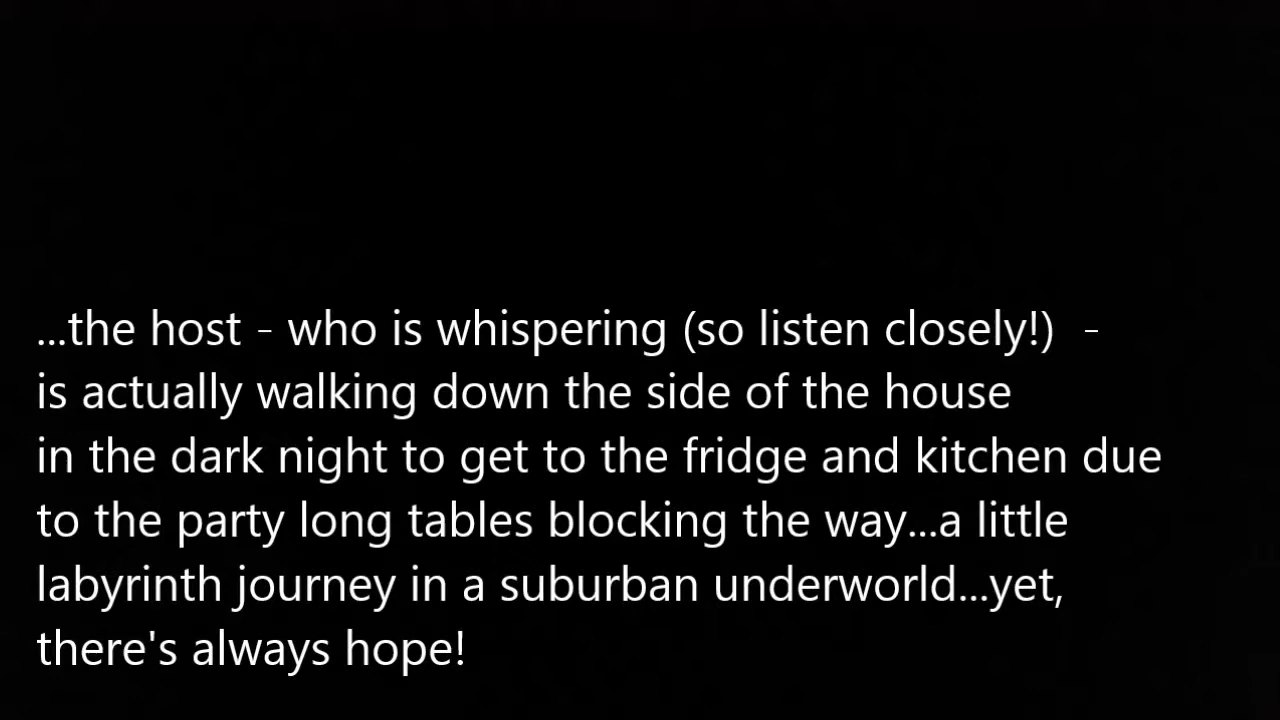 ...the host - who is whispering (so listen closely!)  -
is actually walking down the side of the house
in the dark night to get to the fridge and kitchen due
to the party long tables blocking the way...a little
labyrinth journey in a suburban underworld...yet,
there's always hope!